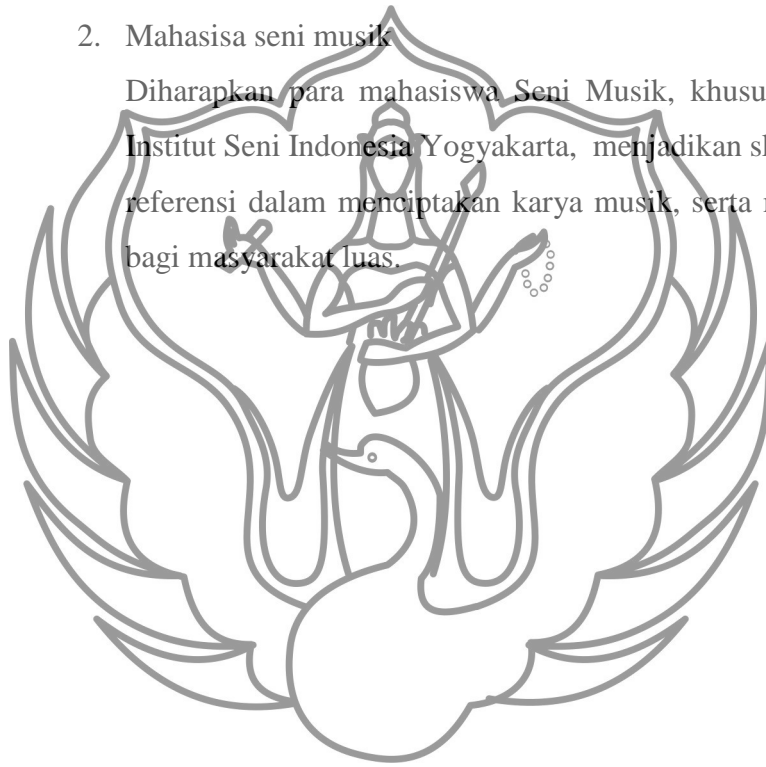 2. Mahasisa seni musik
Diharapkan para mahasiswa Seni Musik, khusu
Institut Seni Indonesia Yogyakarta, menjadikan sk
referensi dalam menciptakan karya musik, serta
bagi masyarakat luas.